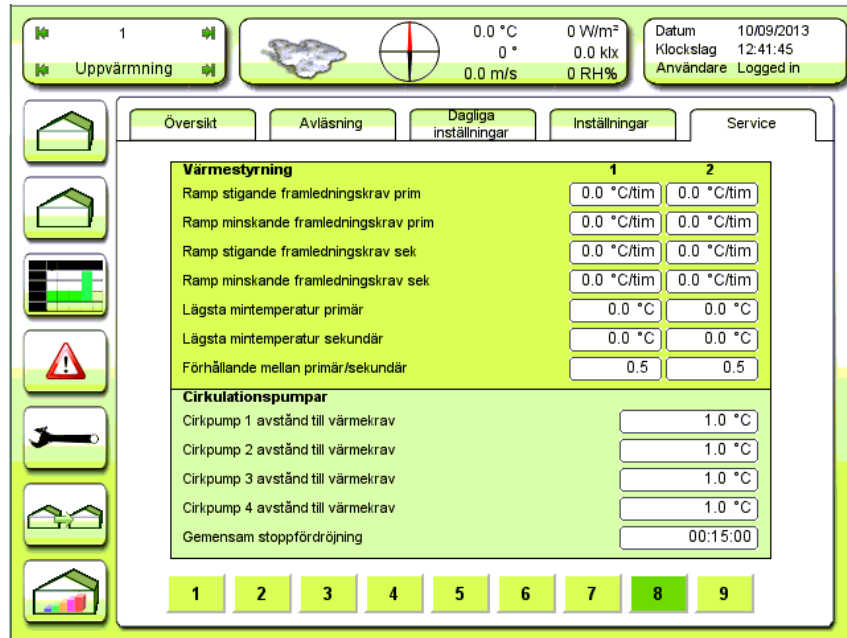 1
Uppvärmning
0.0 °C 0 W/m²
0 ° 0.0 klx
0.0 m/s 0 RH%
Datum 10/09/2013
Klockslag 12:41:45
Användare Logged in
Översikt Avläsning Dagliga inställningar Inställningar Service
Värmestyrning 1 2
Ramp stigande framledningskrav prim 0.0 °C/tim 0.0 °C/tim
Ramp minskande framledningskrav prim 0.0 °C/tim 0.0 °C/tim
Ramp stigande framledningskrav sek 0.0 °C/tim 0.0 °C/tim
Ramp minskande framledningskrav sek 0.0 °C/tim 0.0 °C/tim
Lägsta mintemperatur primär 0.0 °C 0.0 °C
Lägsta mintemperatur sekundär 0.0 °C 0.0 °C
Förhållande mellan primär/sekundär 0.5 0.5
Cirkulationspumpar
Cirkpump 1 avstånd till värmekrav 1.0 °C
Cirkpump 2 avstånd till värmekrav 1.0 °C
Cirkpump 3 avstånd till värmekrav 1.0 °C
Cirkpump 4 avstånd till värmekrav 1.0 °C
Gemensam stoppfördröjning 00:15:00
1 2 3 4 5 6 7 8 9